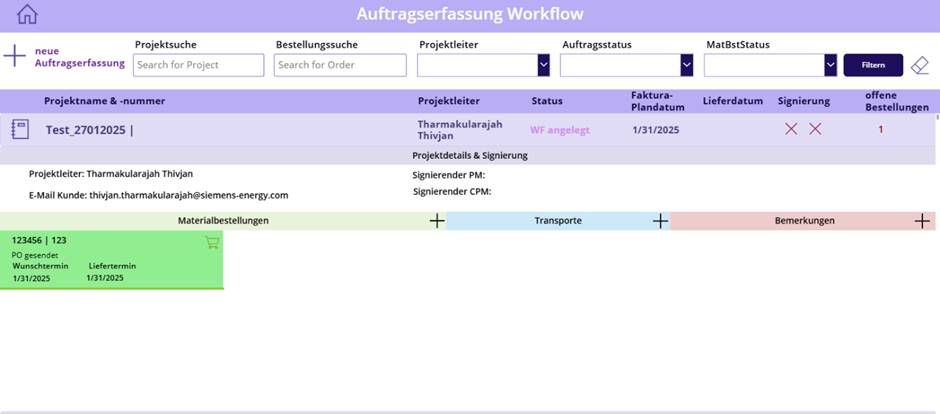 Auftragserfassung Workflow
neue
Auftragserfassung
Projektsuche
Search for Project
Bestellungssuche
Search for Order
Projektleiter
Auftragsstatus
MatBstStatus
Filtern
Projektname & -nummer
Projektleiter
Status
Faktura-
Plandatum
Lieferdatum
Signierung
offene
Bestellungen
Test_27012025 |
Tharmakularajah
Thivjan
WF angelegt
1/31/2025
1
Projektdetails & Signierung
Projektleiter: Tharmakularajah Thivjan
Signierender PM:
E-Mail Kunde: thivjan.tharmakularajah@siemens-energy.com
Signierender CPM:
Materialbestellungen
Transporte
Bemerkungen
123456 | 123
PO gesendet
Wunschtermin Liefertermin
1/31/2025 1/31/2025